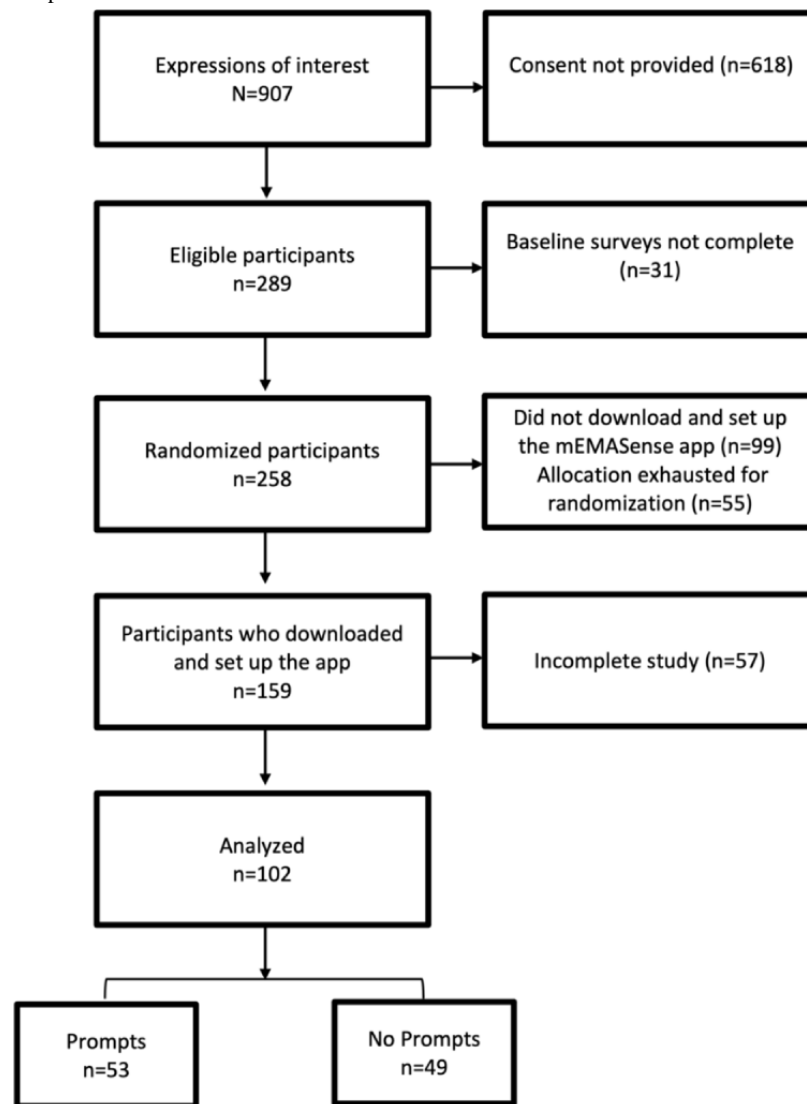 Expressions of interest
N=907
Consent not provided (n=618)
Eligible participants
n=289
Baseline surveys not complete
(n=31)
Randomized participants
n=258
Did not download and set up
the mEMASense app (n=99)
Allocation exhausted for
randomization (n=55)
Participants who downloaded
and set up the app
n=159
Incomplete study (n=57)
Analyzed
n=102
Prompts
n=53
No Prompts
n=49